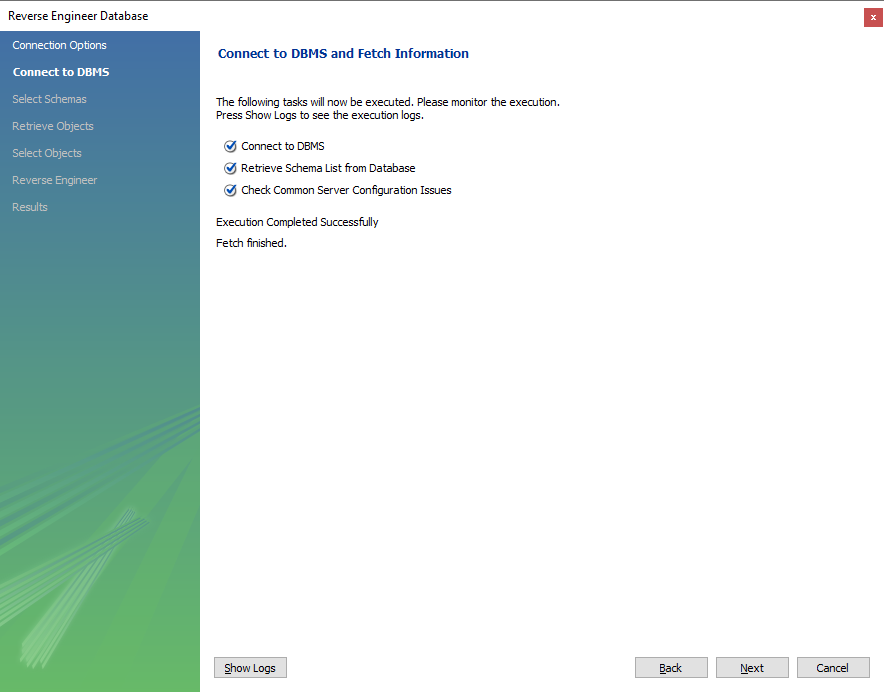 Reverse Engineer Database
x
Connection Options
Connect to DBMS
Select Schemas
Retrieve Objects
Select Objects
Reverse Engineer
Results
Connect to DBMS and Fetch Information
The following tasks will now be executed. Please monitor the execution.
Press Show Logs to see the execution logs.
Connect to DBMS
Retrieve Schema List from Database
Check Common Server Configuration Issues
Execution Completed Successfully
Fetch finished.
Show Logs
Back
Next
Cancel